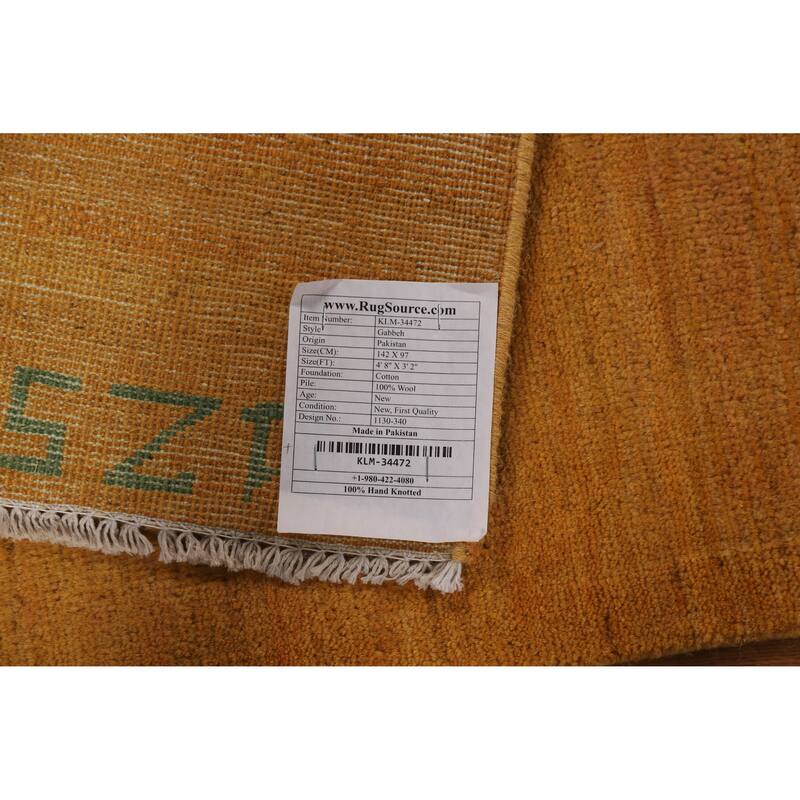 www.RugSource.com
Item Number: KLM-34472
Style Gabbeh
Origin Pakistan
Size(CM): 142 X 97
Size(FT): 4' 8" X 3' 2"
Foundation: Cotton
Pile: 100% Wool
Age: New
Condition: New, First Quality
Design No.: 1130-340
Made in Pakistan
KLM-34472
+1-980-422-4080
100% Hand Knotted